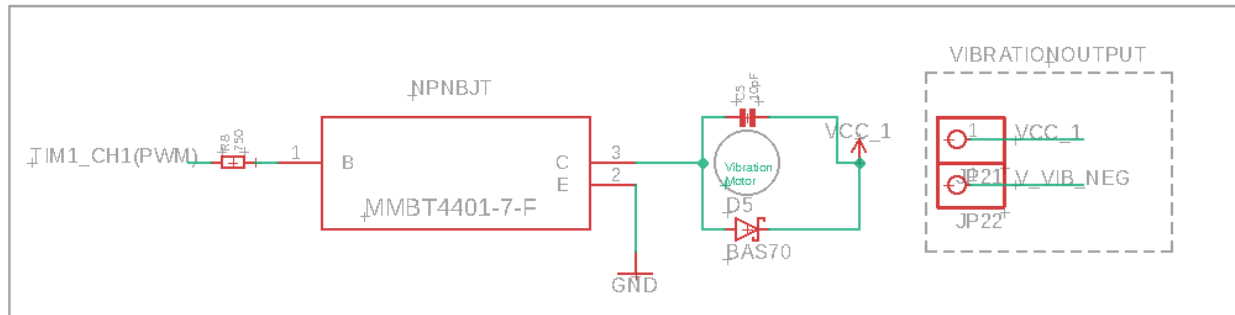 NPNBJT
TIM1_CH1(PWM)
R8
750
1
B
C
3
E
2
MMBT4401-7-F
GND
C5
10pF
VCC_1
Vibration
Motor
D5
BAS70
VIBRATIONOUTPUT
1
VCC_1
JP21
V_VIB_NEG
JP22